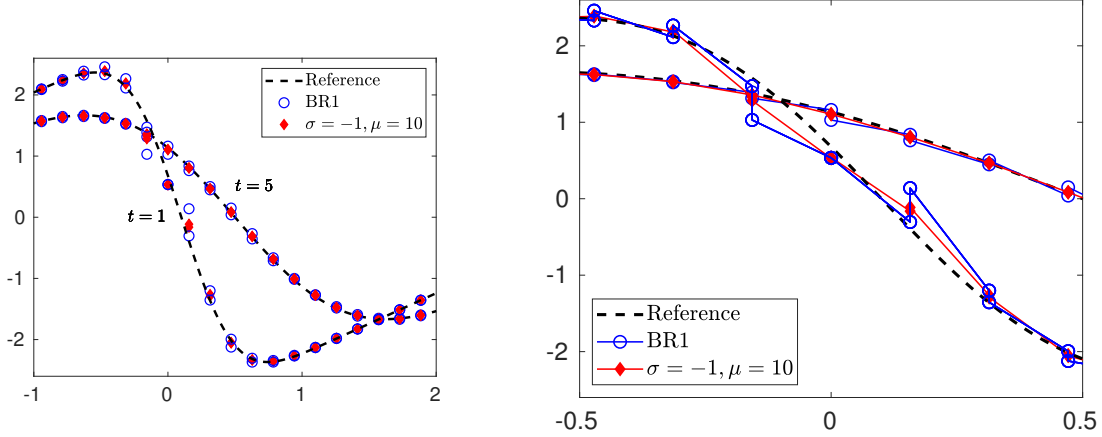 2
1
0
-1
-2
-1
0
1
2
Reference
BR1
σ = −1, μ = 10
t = 5
t = 1
2
1
0
-1
-2
-0.5
0
0.5
Reference
BR1
σ = −1, μ = 10